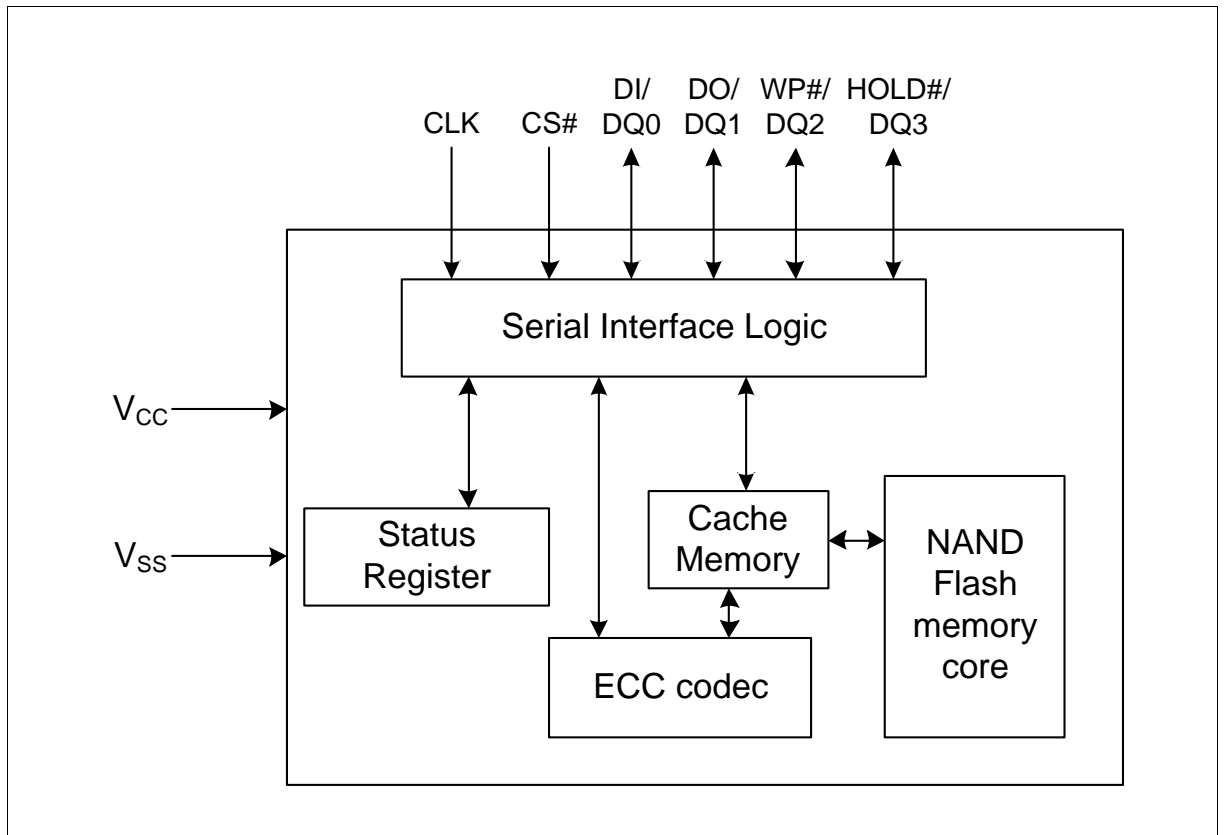 CLK
CS#
DI/
DQ0
DO/
DQ1
WP#/
DQ2
HOLD#/
DQ3
Serial Interface Logic
VCC
VSS
Status
Register
Cache
Memory
ECC codec
NAND
Flash
memory
core